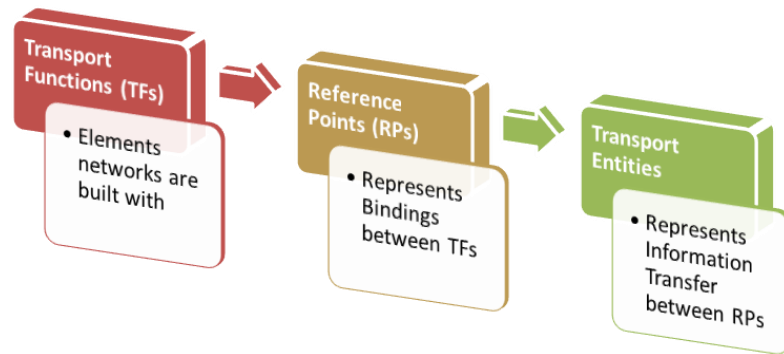 Transport
Functions (TFs)
• Elements
networks are
built with
Reference
Points (RPs)
• Represents
Bindings
between TFs
Transport
Entities
• Represents
Information
Transfer
between RPs